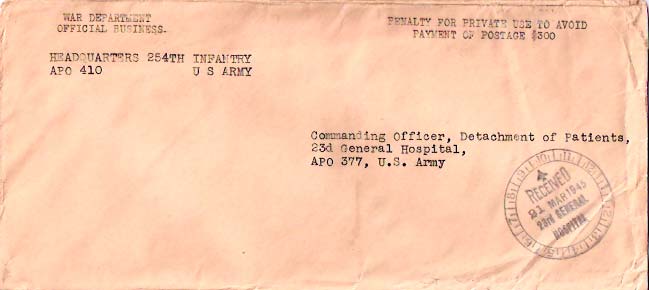 WAR DEPARTMENT
OFFICIAL BUSINESS.
PENALTY FOR PRIVATE USE TO AVOID
PAYMENT OF POSTAGE $300
HEADQUARTERS 254TH INFANTRY
APO 410 U S ARMY
Commanding Officer, Detachment of Patients,
23d General Hospital,
APO 377, U.S. Army
RECEIVED
21 MAR 1945
23rd GENERAL
HOSPITAL